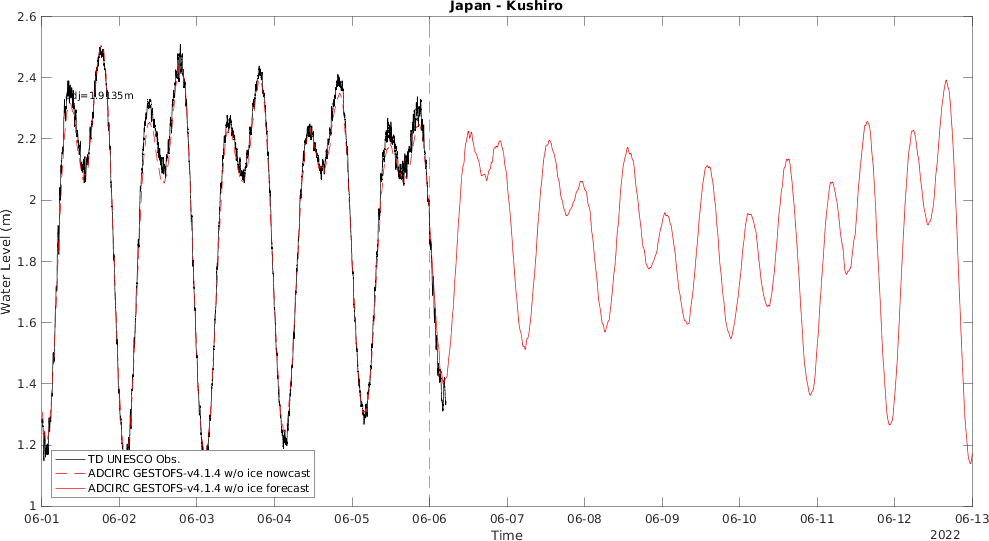 Japan - Kushiro
2.6
2.4
2.2
2
1.8
1.6
1.4
1.2
1
Water Level (m)
dj=1.9135m
TD UNESCO Obs.
ADCIRC GESTOFS-v4.1.4 w/o ice nowcast
ADCIRC GESTOFS-v4.1.4 w/o ice forecast
06-01 06-02 06-03 06-04 06-05 06-06 06-07 06-08 06-09 06-10 06-11 06-12 06-13
Time
2022